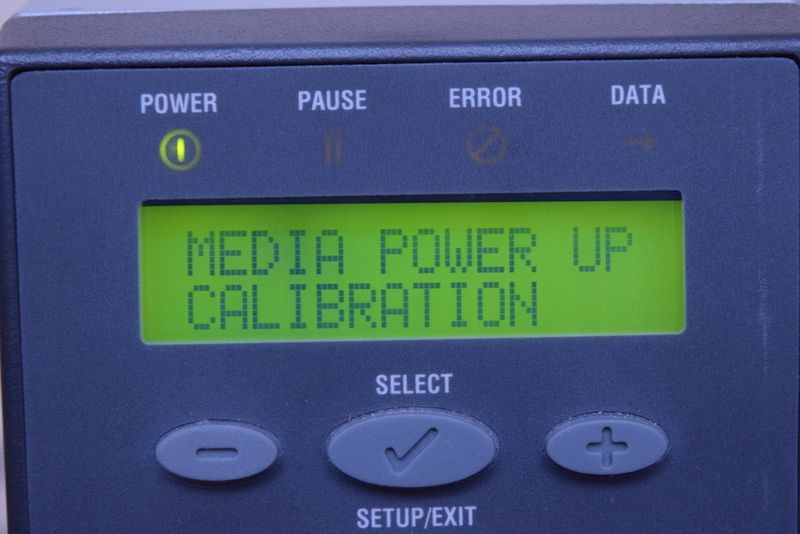 POWER PAUSE ERROR DATA
MEDIA POWER UP
CALIBRATION
SELECT
SETUP/EXIT